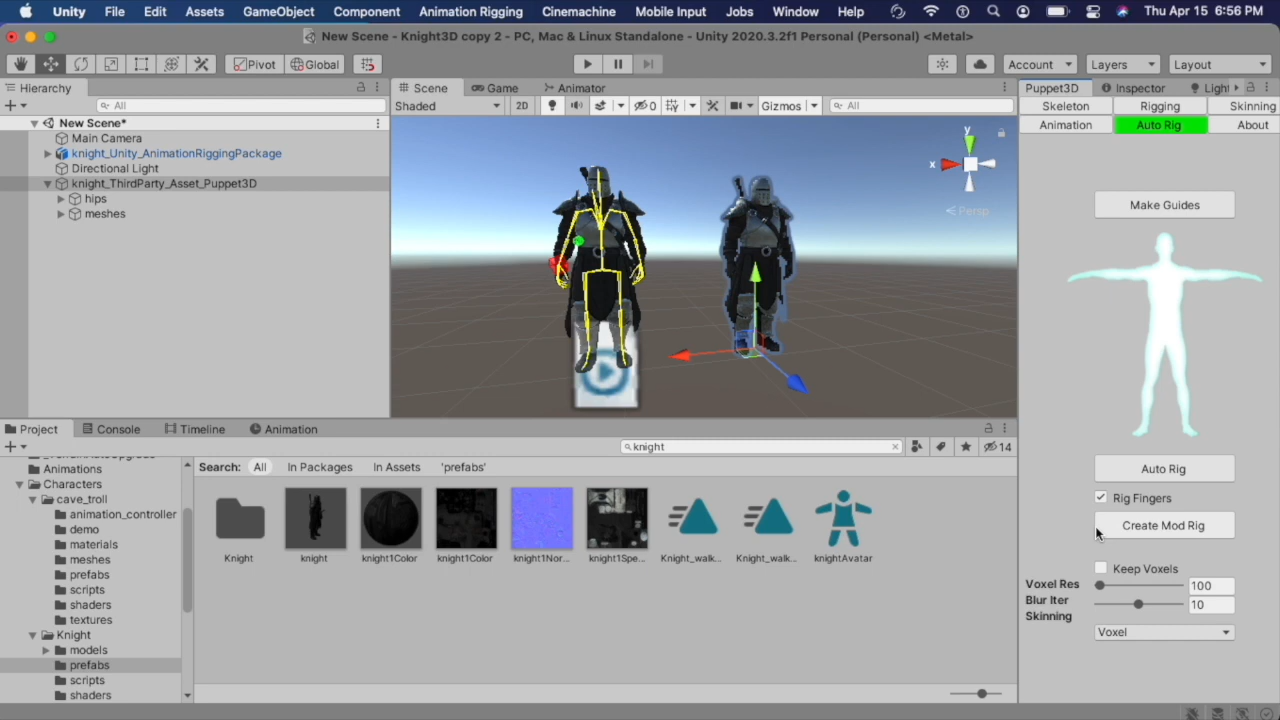 Unity File Edit Assets GameObject Component Animation Rigging Cinemachine Mobile Input Jobs Window Help Thu Apr 15 6:56 PM
New Scene - Knight3D copy 2 - PC, Mac & Linux Standalone - Unity 2020.3.2f1 Personal (Personal) <Metal>
Pivot Global Account Layers Layout
Hierarchy Scene Game Animator Puppet3D Inspector Light
All Shaded 2D 0 Gizmos All Skeleton Rigging Skinning
New Scene* Animation Auto Rig About
Main Camera
knight_Unity_AnimationRiggingPackage
Directional Light
knight_ThirdParty_Asset_Puppet3D
hips
meshes
y
x
Persp
Make Guides
Auto Rig
Rig Fingers
Create Mod Rig
Keep Voxels
Voxel Res 100
Blur Iter 10
Skinning
Voxel
Project Console Timeline Animation
knight 14
Search: All In Packages In Assets 'prefabs'
Animations
Characters
cave_troll
animation_controller
demo
materials
meshes
prefabs
scripts
shaders
textures
Knight
models
prefabs
scripts
shaders
Knight knight knight1Color knight1Color knight1Nor... knight1Spe... Knight_walk... Knight_walk... knightAvatar